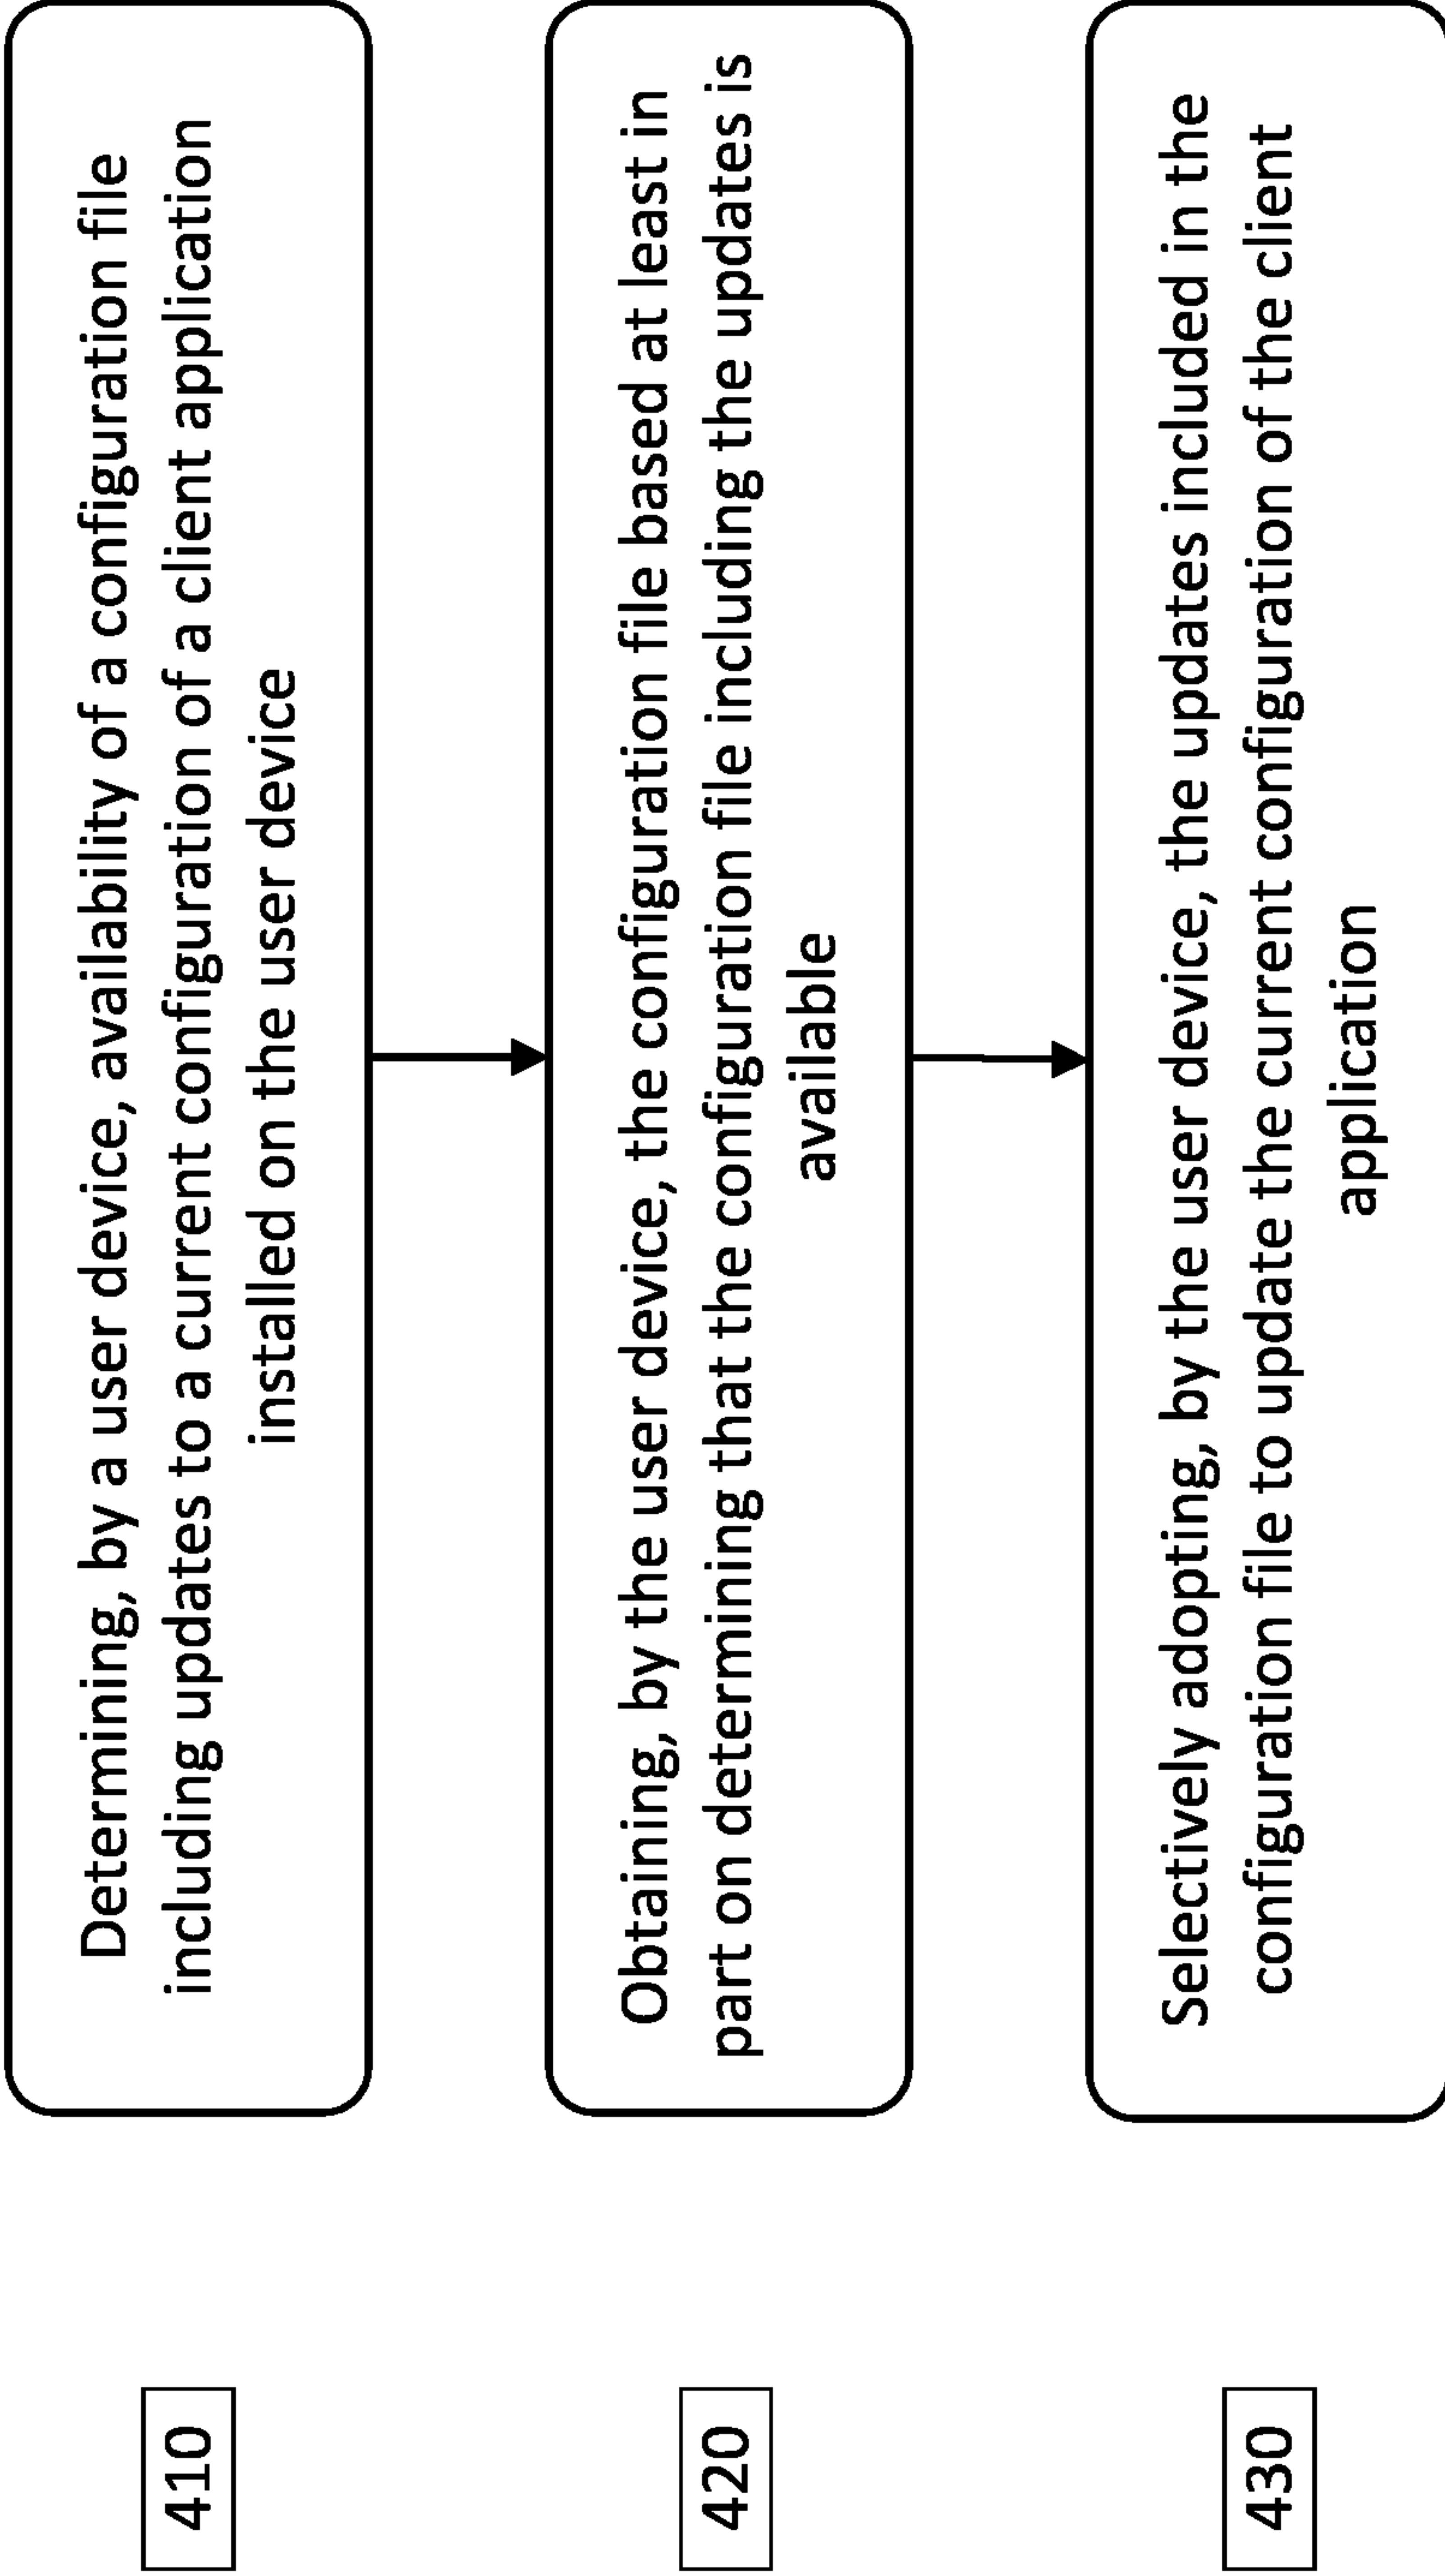 410
Determining, by a user device, availability of a configuration file
including updates to a current configuration of a client application
installed on the user device
420
Obtaining, by the user device, the configuration file based at least in
part on determining that the configuration file including the updates is
available
430
Selectively adopting, by the user device, the updates included in the
configuration file to update the current configuration of the client
application